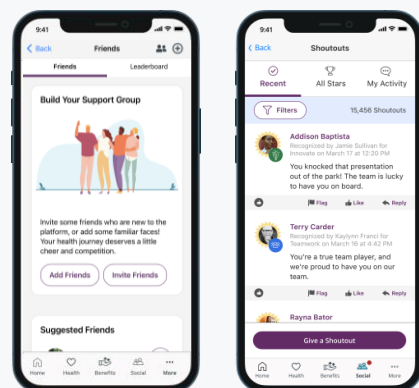 9:41
Back
Friends
Friends
Leaderboard
Build Your Support Group
Invite some friends who are new to the
platform, or add some familiar faces!
Your health journey deserves a little
cheer and competition.
Add Friends
Invite Friends
Suggested Friends
Home
Health
Benefits
Social
More
9:41
Back
Shoutouts
Recent
All Stars
My Activity
Filters
15,456 Shoutouts
Addison Baptista
Recognized by Jamie Sullivan for
Innovate on March 17 at 12:20 PM
You knocked that presentation
out of the park! The team is lucky
to have you on board.
Flag
Like
Reply
Terry Carder
Recognized by Kaylynn Franci for
Teamwork on March 16 at 4:42 PM
You're a true team player, and
we're proud to have you on our
team.
Flag
Like
Reply
Rayna Bator
Give a Shoutout
Home
Health
Benefits
Social
More